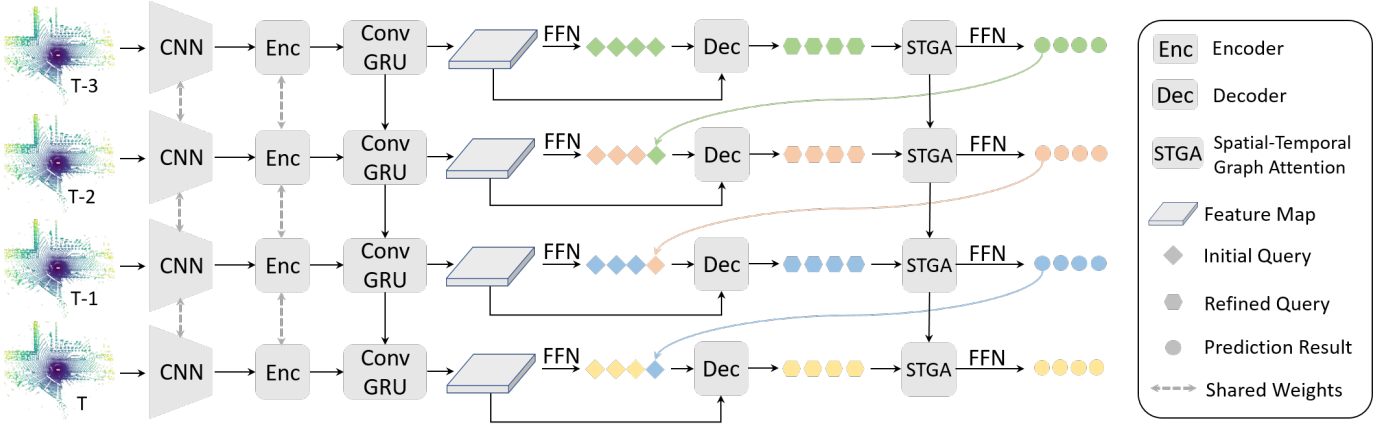 CNN Enc Conv GRU FFN Dec STGA FFN
T-3
CNN Enc Conv GRU FFN Dec STGA FFN
T-2
CNN Enc Conv GRU FFN Dec STGA FFN
T-1
CNN Enc Conv GRU FFN Dec STGA FFN
T
Enc Encoder
Dec Decoder
STGA Spatial-Temporal
Graph Attention
Feature Map
Initial Query
Refined Query
Prediction Result
Shared Weights